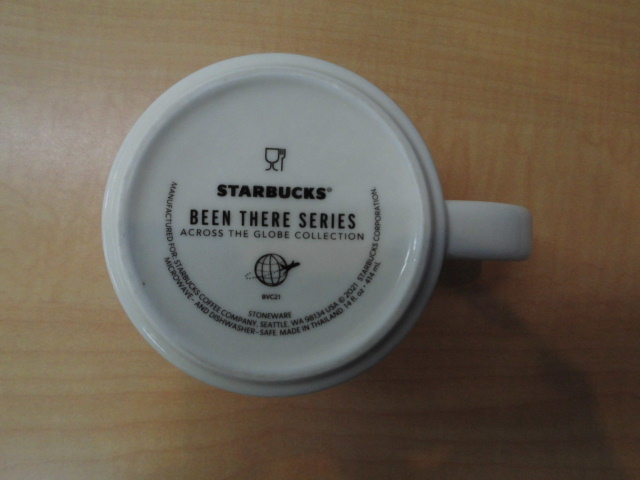 STARBUCKS®
BEEN THERE SERIES
ACROSS THE GLOBE COLLECTION
BVC21
STONEWARE
MANUFACTURED FOR STARBUCKS COFFEE COMPANY, SEATTLE, WA 98134 USA © 2021 STARBUCKS CORPORATION.
MICROWAVE- AND DISHWASHER-SAFE MADE IN THAILAND 14 fl. oz • 414 mL